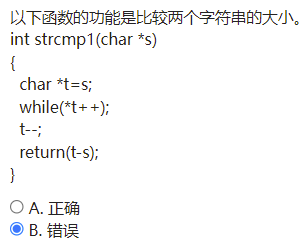 以下函数的功能是比较两个字符串的大小。
int strcmp1(char *s)
{
char *t=s;
while(*t++);
t--;
return(t-s);
}
A. 正确
B. 错误